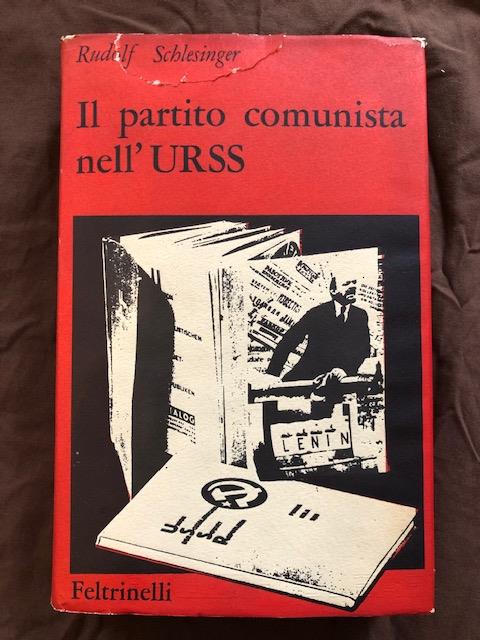 Rudolf Schlesinger
Il partito comunista
nell'URSS
LENIN
Feltrinelli